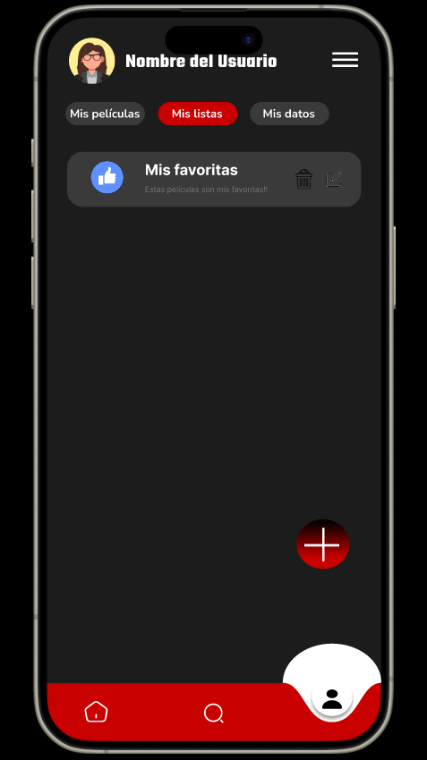 Nombre del Usuario
Mis películas
Mis listas
Mis datos
Mis favoritas
Estas películas son mis favoritas!!